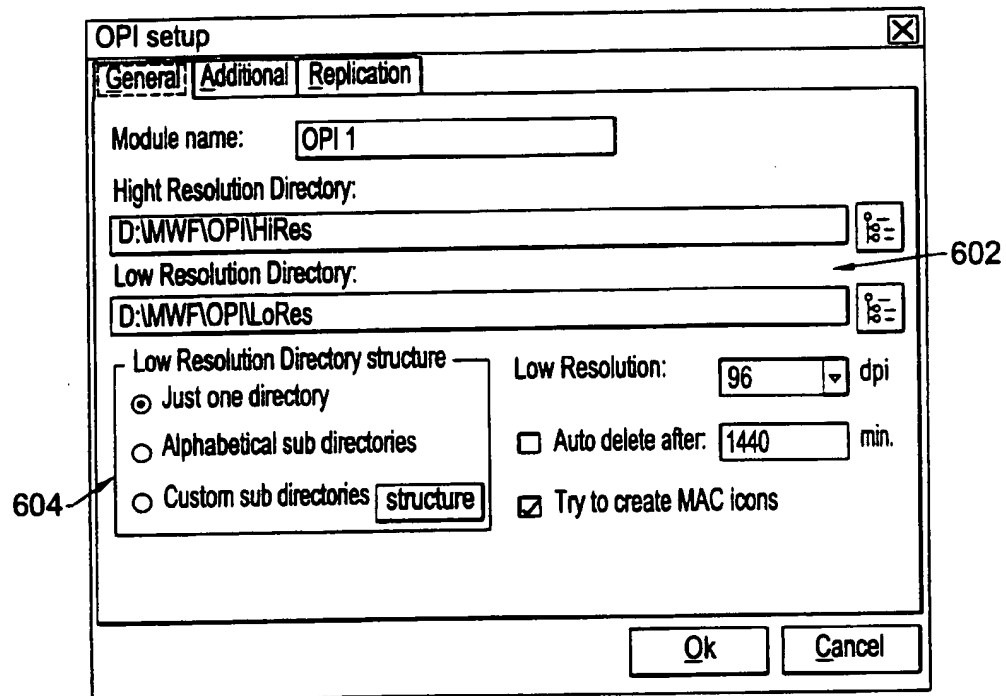 OPI setup
General Additional Replication
Module name: OPI 1
Hight Resolution Directory:
D:\MWF\OPI\HiRes
602
Low Resolution Directory:
D:\MWF\OPI\LoRes
Low Resolution Directory structure
Low Resolution: 96 dpi
Just one directory
Alphabetical sub directories
Auto delete after: 1440 min.
604
Custom sub directories structure
Try to create MAC icons
Ok Cancel